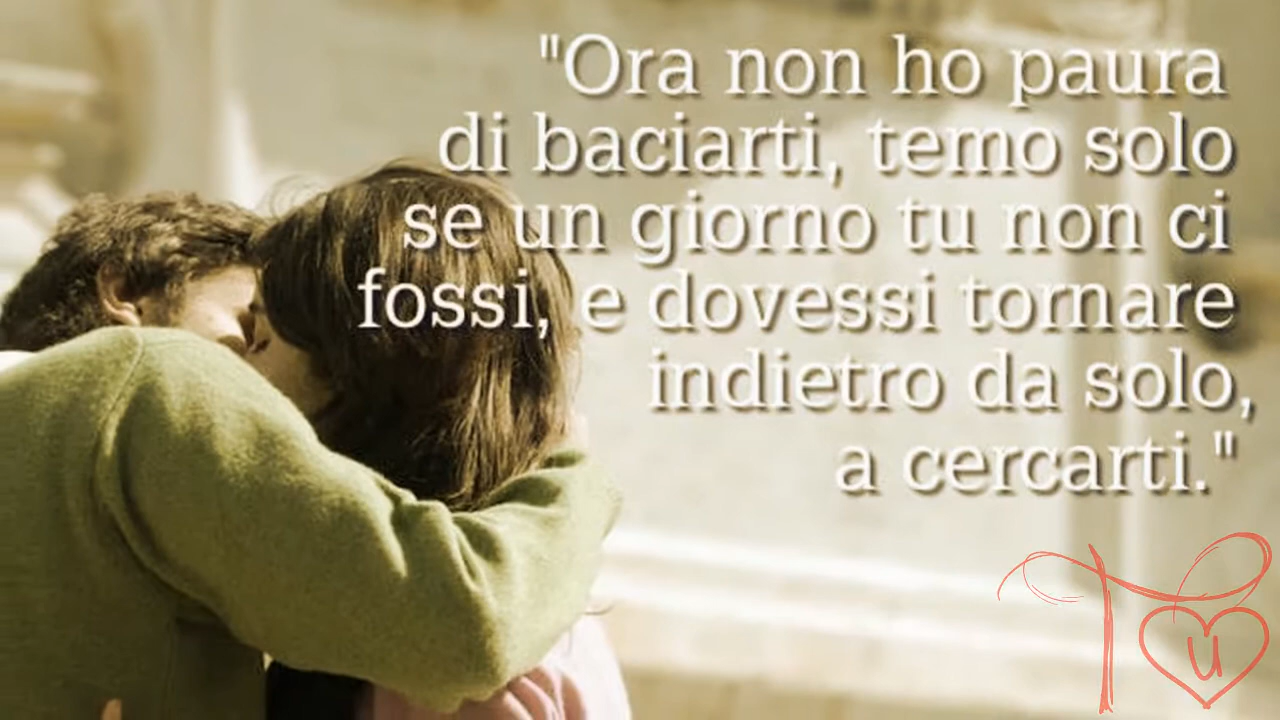 "Ora non ho paura
di baciarti, temo solo
se un giorno tu non ci
fossi, e dovessi tornare
indietro da solo,
a cercarti."
Tu